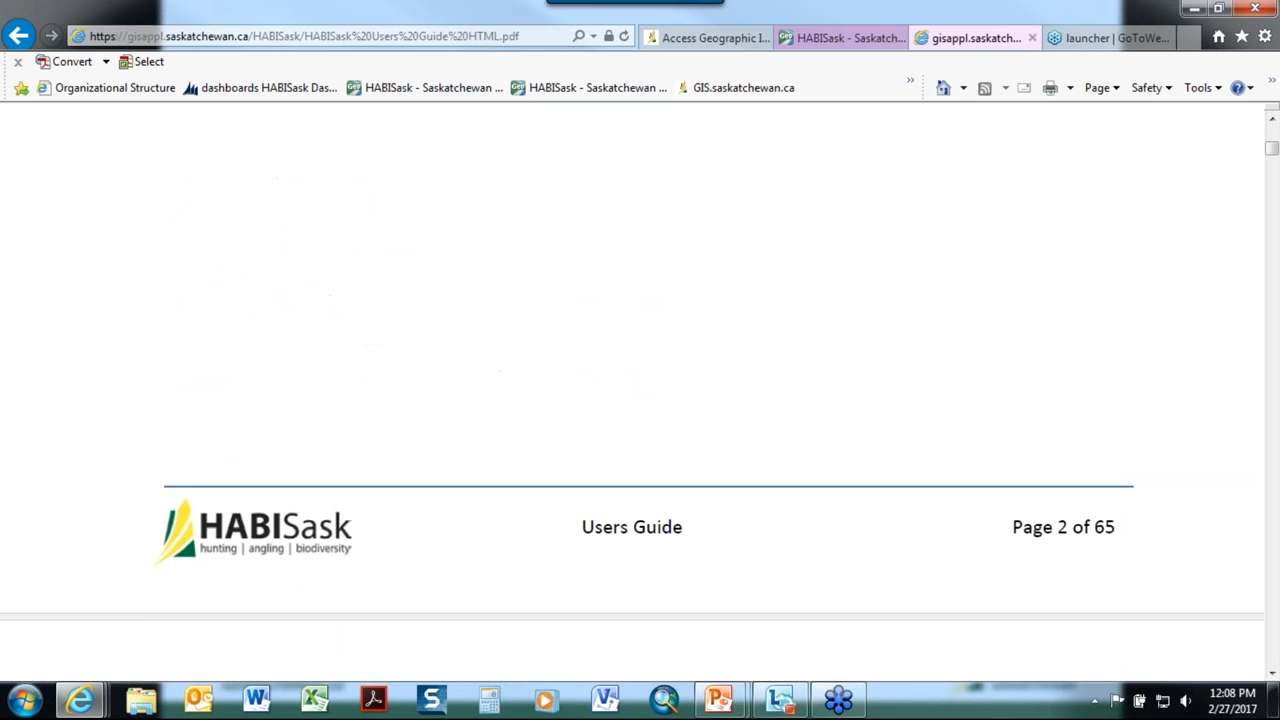 https://gisappl.saskatchewan.ca/HABISask/HABISask%20Users%20Guide%20HTML.pdf
Access Geographic I...
HABISask - Saskatch...
gisappl.saskatch...
launcher | GoToWe...
Convert
Select
Organizational Structure
dashboards HABISask Das...
HABISask - Saskatchewan ...
HABISask - Saskatchewan ...
GIS.saskatchewan.ca
Page
Safety
Tools
HABISask
hunting | angling | biodiversity
Users Guide
Page 2 of 65
12:08 PM
2/27/2017